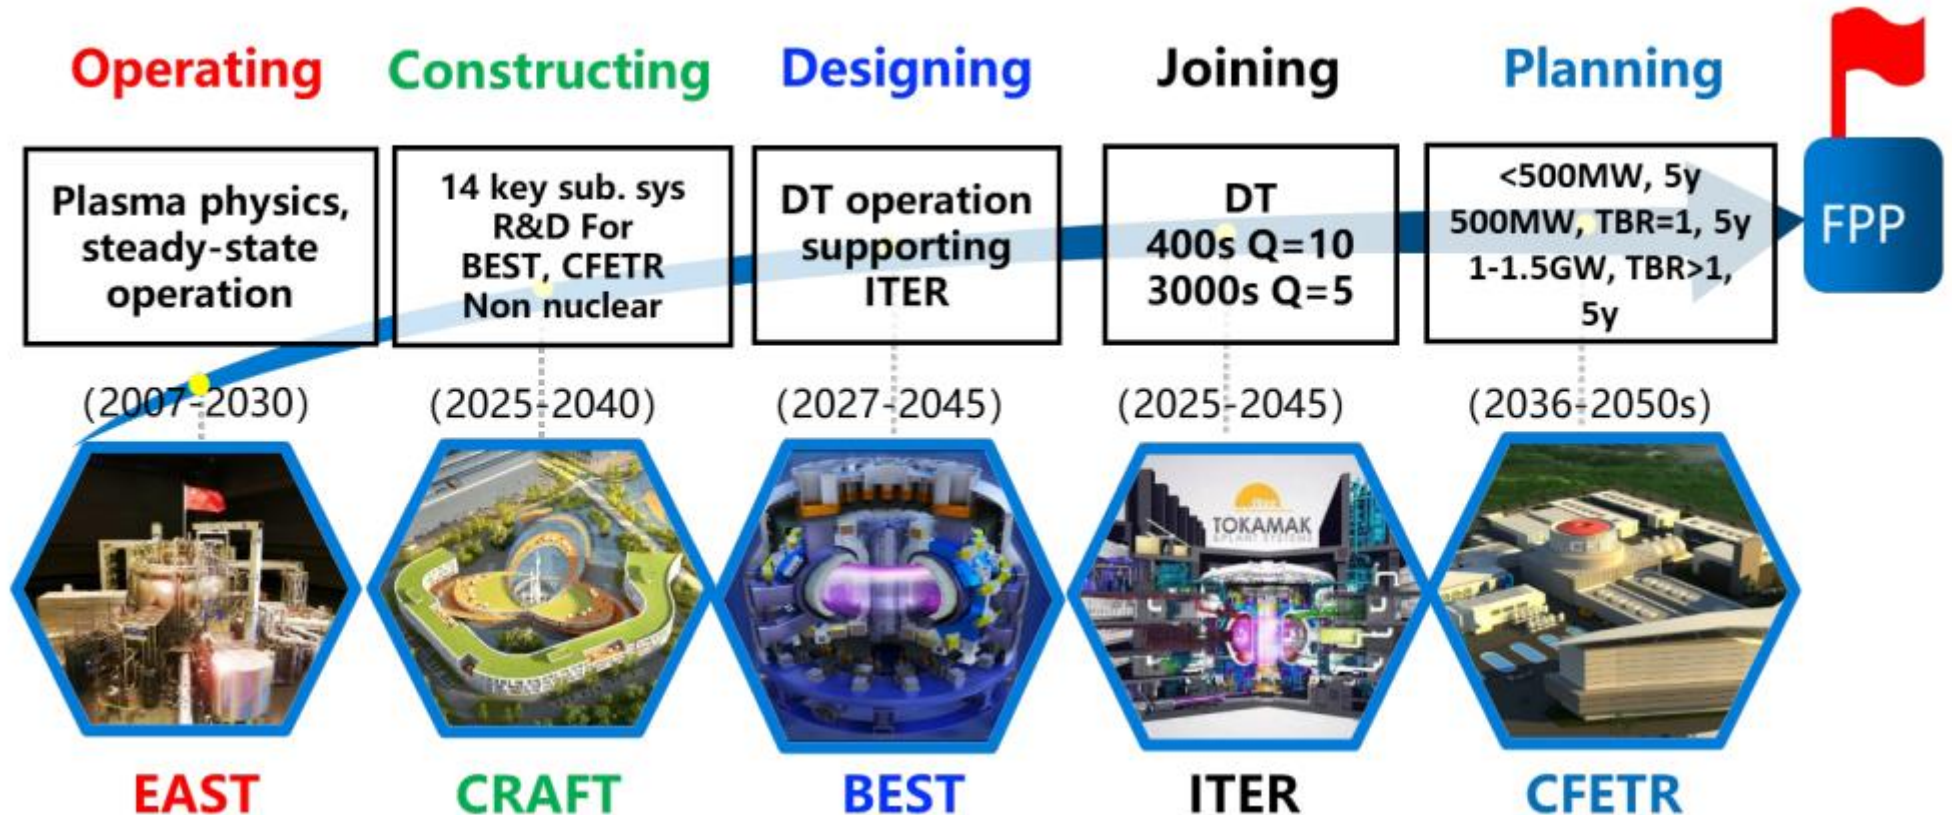 Operating
Constructing
Designing
Joining
Planning
Plasma physics,
steady-state
operation
14 key sub. sys
R&D For
BEST, CFETR
Non nuclear
DT operation
supporting
ITER
DT
400s Q=10
3000s Q=5
<500MW, 5y
500MW, TBR=1, 5y
1-1.5GW, TBR>1,
5y
FPP
(2007-2030)
(2025-2040)
(2027-2045)
(2025-2045)
(2036-2050s)
TOKAMAK
& PLANT SYSTEMS
EAST
CRAFT
BEST
ITER
CFETR